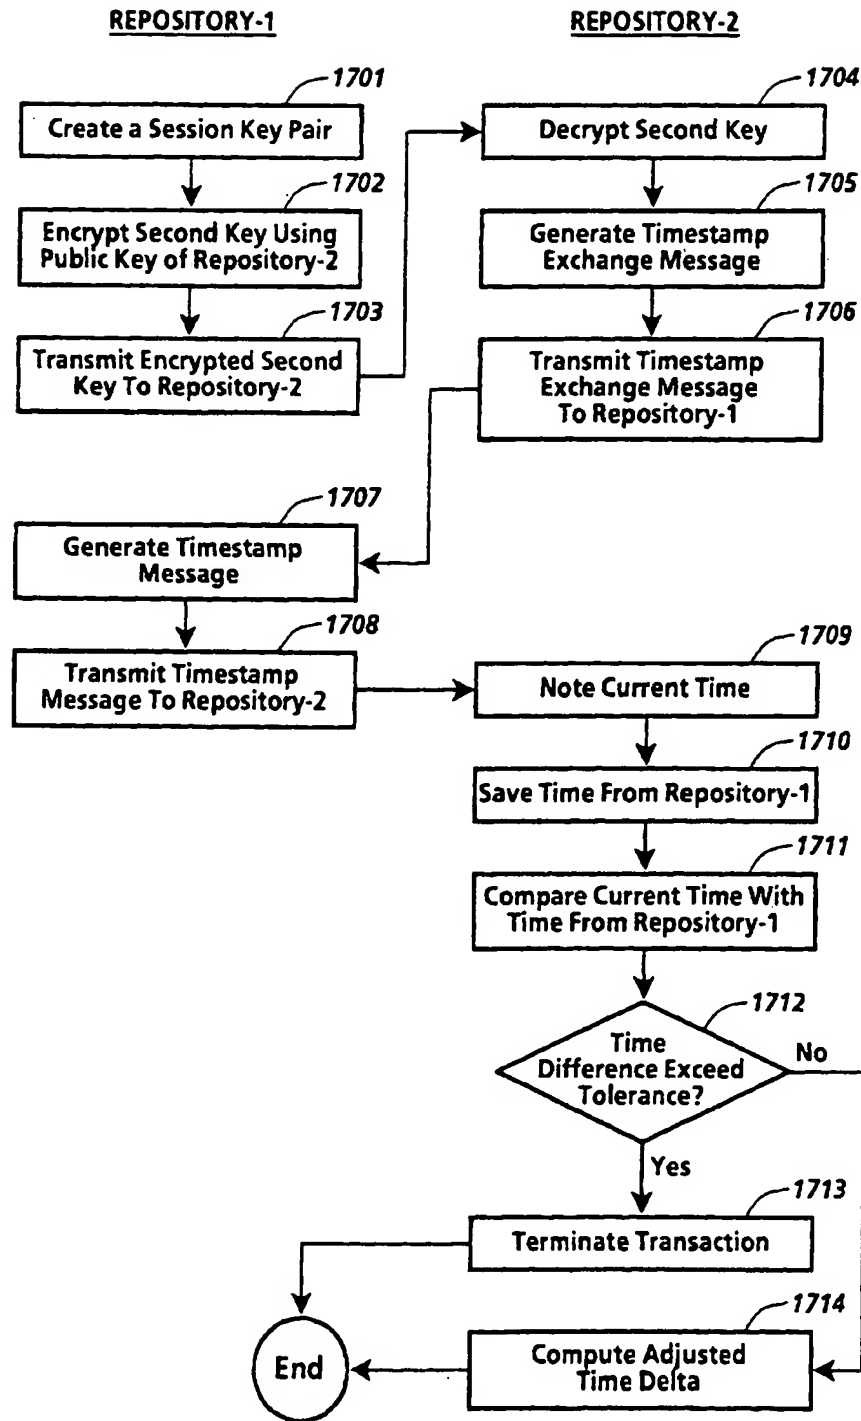 REPOSITORY-1
REPOSITORY-2
1701
Create a Session Key Pair
1702
Encrypt Second Key Using
Public Key of Repository-2
1703
Transmit Encrypted Second
Key To Repository-2
1704
Decrypt Second Key
1705
Generate Timestamp
Exchange Message
1706
Transmit Timestamp
Exchange Message
To Repository-1
1707
Generate Timestamp
Message
1708
Transmit Timestamp
Message To Repository-2
1709
Note Current Time
1710
Save Time From Repository-1
1711
Compare Current Time With
Time From Repository-1
1712
Time
Difference Exceed
Tolerance?
No
Yes
1713
Terminate Transaction
1714
Compute Adjusted
Time Delta
End